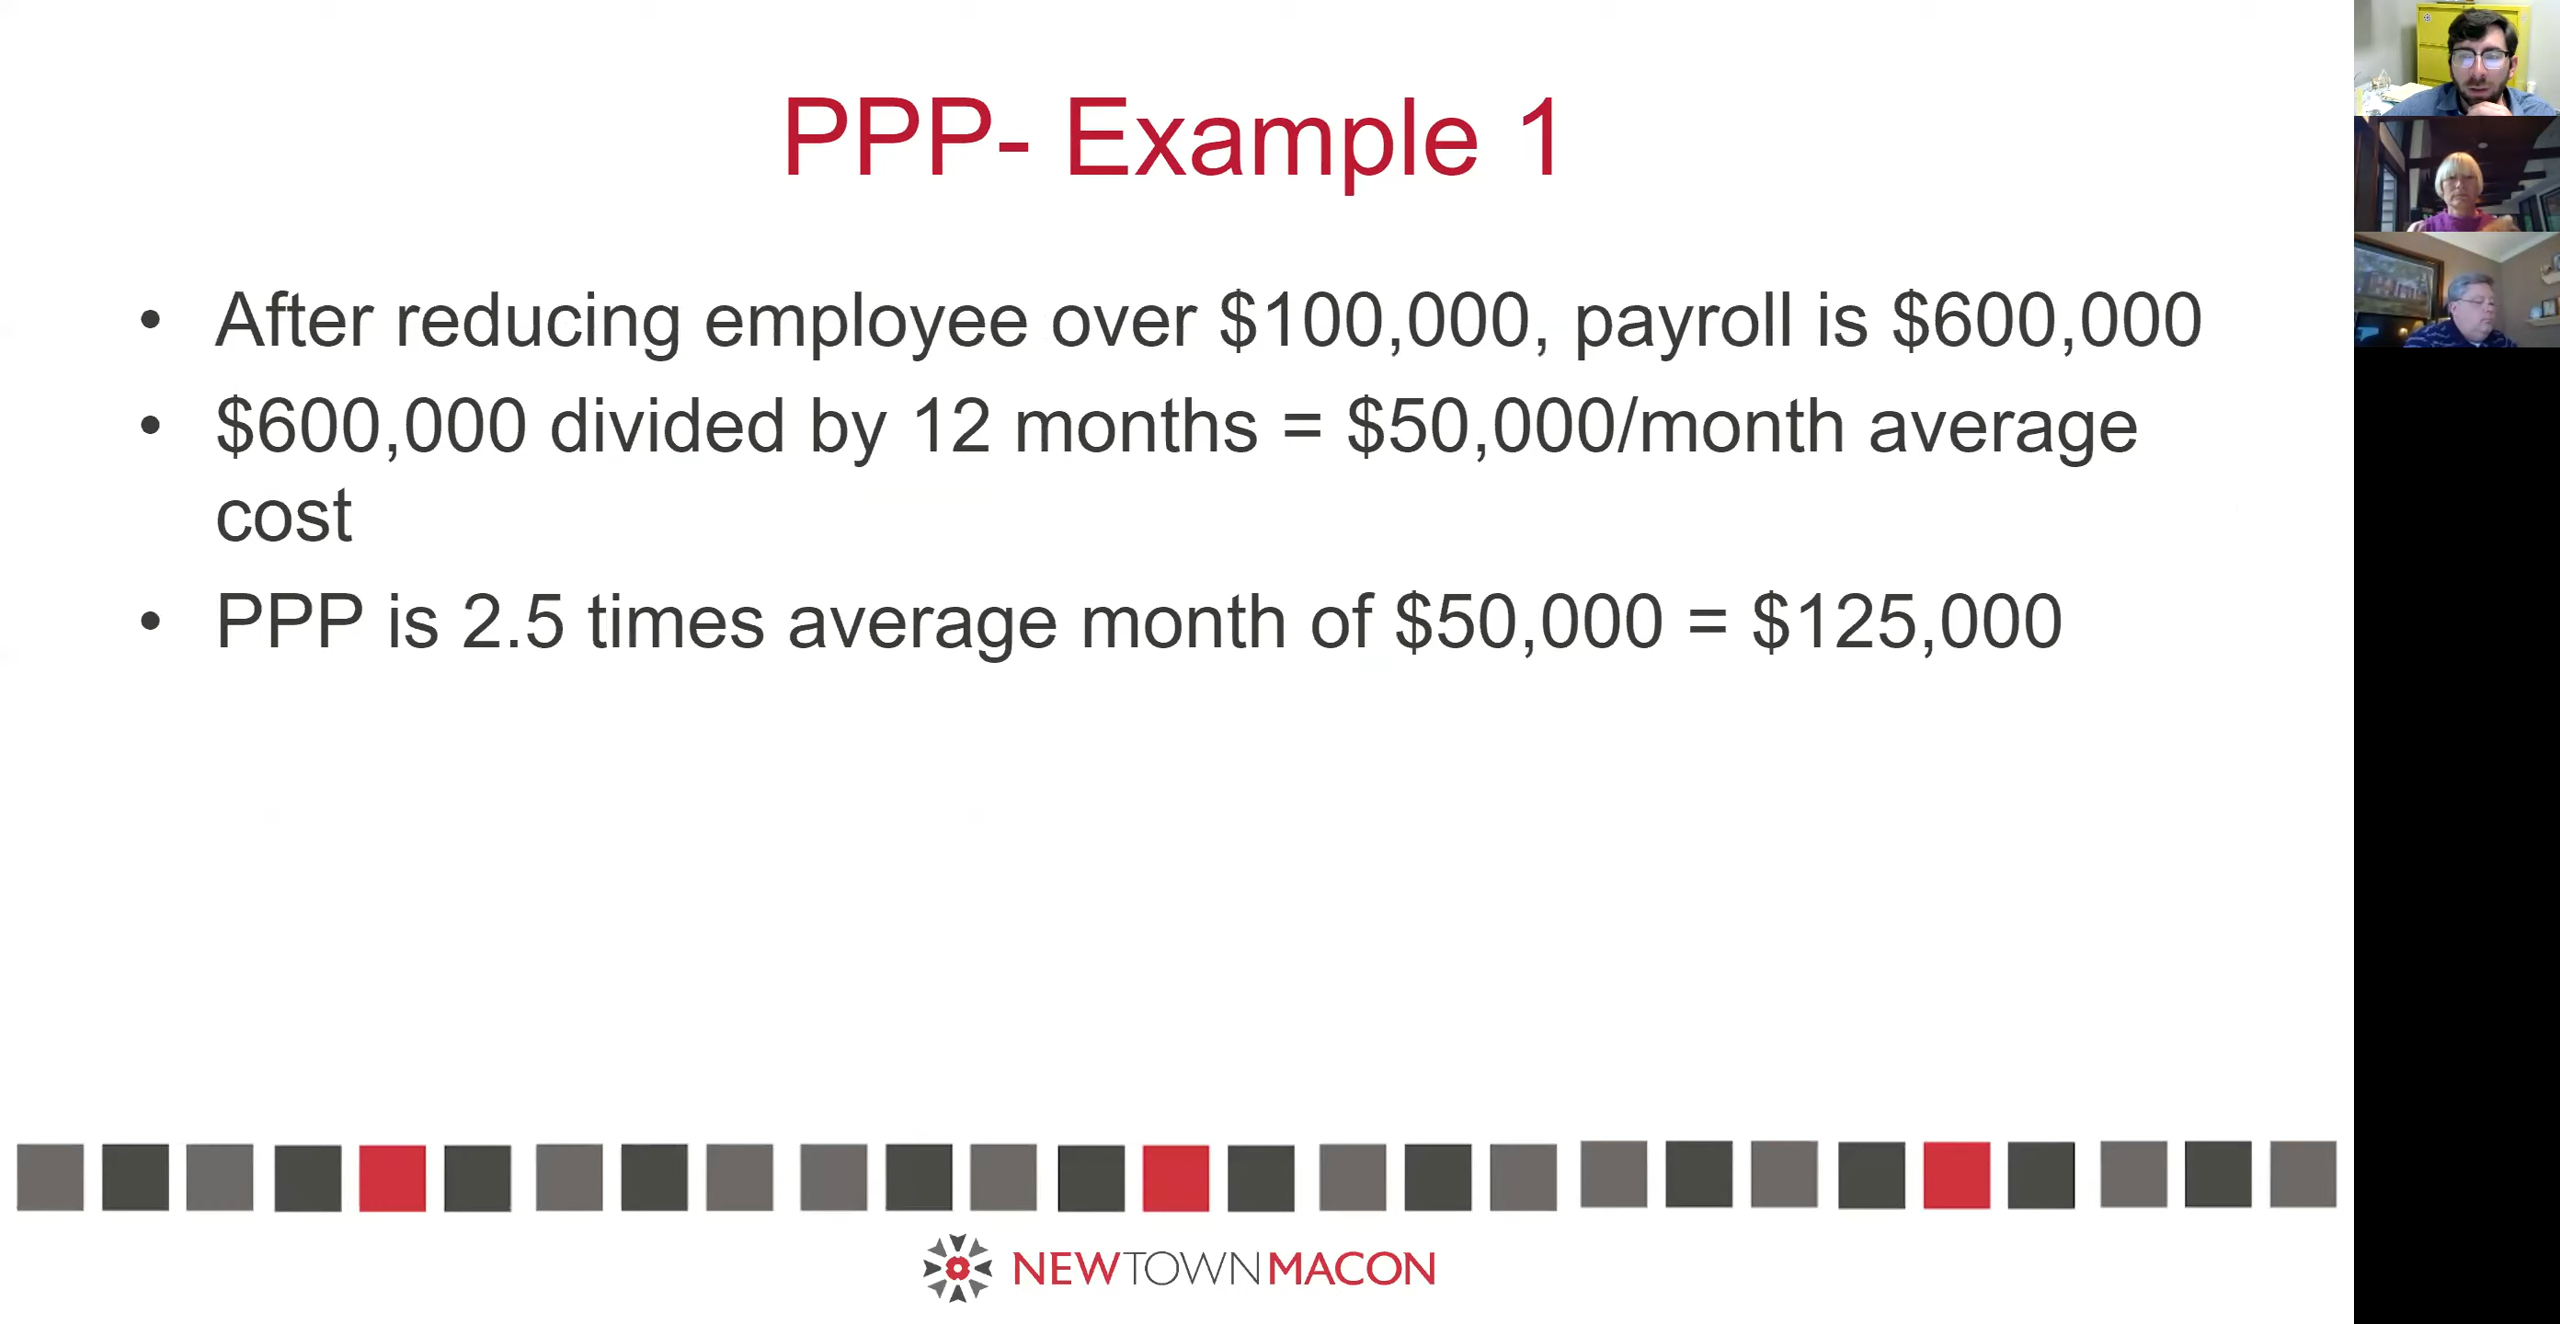 PPP- Example 1
• After reducing employee over $100,000, payroll is $600,000
• $600,000 divided by 12 months = $50,000/month average
cost
• PPP is 2.5 times average month of $50,000 = $125,000
NEWTOWNMACON